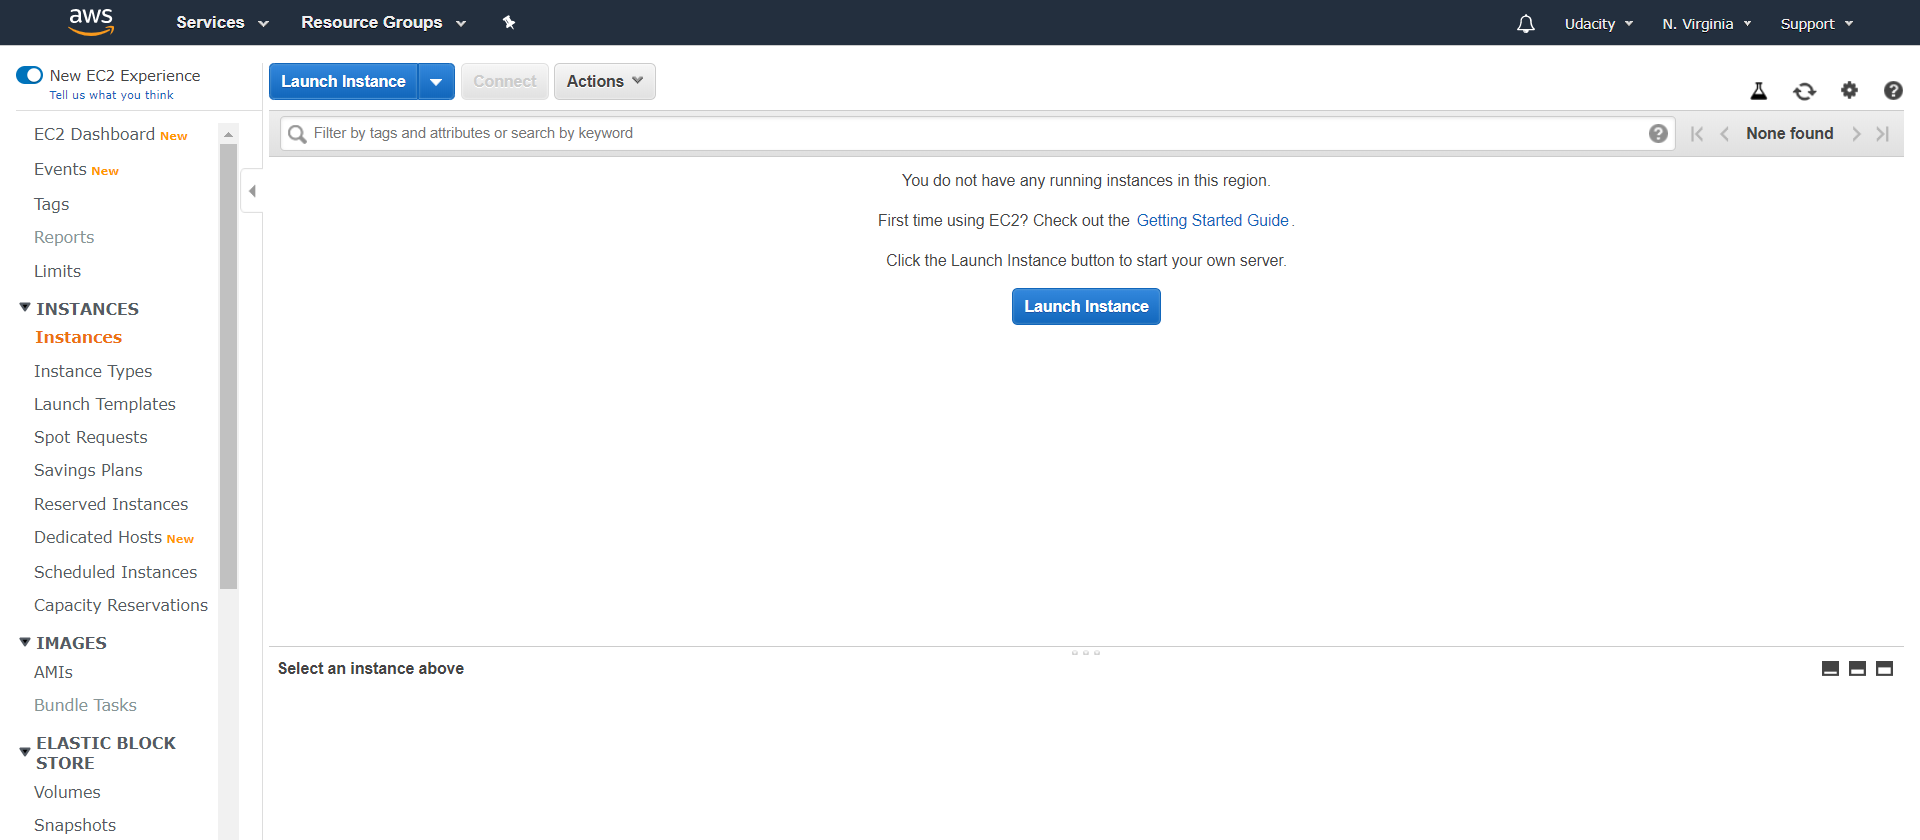 aws Services Resource Groups Udacity N. Virginia Support
New EC2 Experience
Tell us what you think
EC2 Dashboard New
Events New
Tags
Reports
Limits
INSTANCES
Instances
Instance Types
Launch Templates
Spot Requests
Savings Plans
Reserved Instances
Dedicated Hosts New
Scheduled Instances
Capacity Reservations
IMAGES
AMIs
Bundle Tasks
ELASTIC BLOCK
STORE
Volumes
Snapshots
Launch Instance Connect Actions
Filter by tags and attributes or search by keyword None found
You do not have any running instances in this region.
First time using EC2? Check out the Getting Started Guide.
Click the Launch Instance button to start your own server.
Launch Instance
Select an instance above